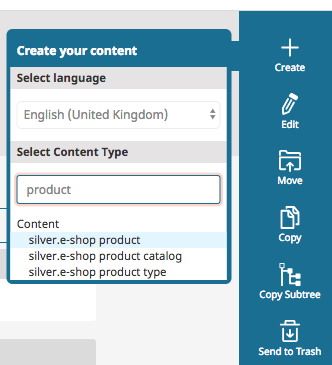 Create your content
Select language
English (United Kingdom)
Select Content Type
product
Content
silver.e-shop product
silver.e-shop product catalog
silver.e-shop product type
Create
Edit
Move
Copy
Copy Subtree
Send to Trash